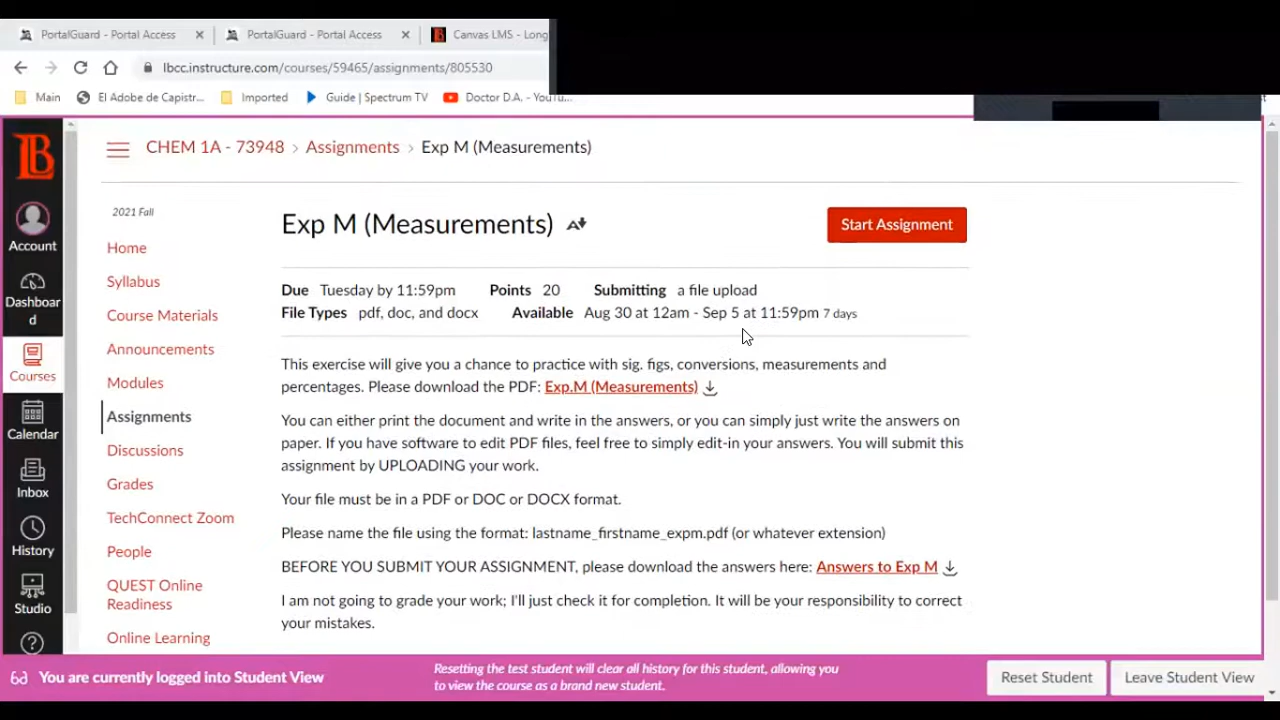 PortalGuard - Portal Access
PortalGuard - Portal Access
Canvas LMS - Long
lbcc.instructure.com/courses/59465/assignments/805530
Main
El Adobe de Capistr...
Imported
Guide | Spectrum TV
Doctor D.A. - YouTu...
CHEM 1A - 73948 › Assignments › Exp M (Measurements)
Account
Dashboar
d
Courses
Calendar
Inbox
History
Studio
2021 Fall
Home
Syllabus
Course Materials
Announcements
Modules
Assignments
Discussions
Grades
TechConnect Zoom
People
QUEST Online
Readiness
Online Learning
Exp M (Measurements)
Start Assignment
Due Tuesday by 11:59pm Points 20 Submitting a file upload
File Types pdf, doc, and docx Available Aug 30 at 12am - Sep 5 at 11:59pm 7 days
This exercise will give you a chance to practice with sig. figs, conversions, measurements and
percentages. Please download the PDF: Exp.M (Measurements)
You can either print the document and write in the answers, or you can simply just write the answers on
paper. If you have software to edit PDF files, feel free to simply edit-in your answers. You will submit this
assignment by UPLOADING your work.
Your file must be in a PDF or DOC or DOCX format.
Please name the file using the format: lastname_firstname_expm.pdf (or whatever extension)
BEFORE YOU SUBMIT YOUR ASSIGNMENT, please download the answers here: Answers to Exp M
I am not going to grade your work; I'll just check it for completion. It will be your responsibility to correct
your mistakes.
You are currently logged into Student View
Resetting the test student will clear all history for this student, allowing you
to view the course as a brand new student.
Reset Student
Leave Student View